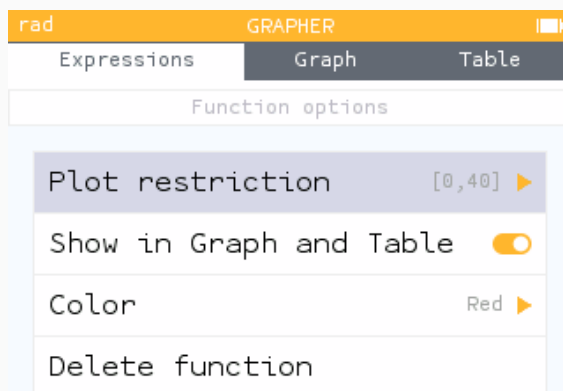 rad GRAPHER
Expressions Graph Table
Function options
Plot restriction [0,40]
Show in Graph and Table
Color Red
Delete function